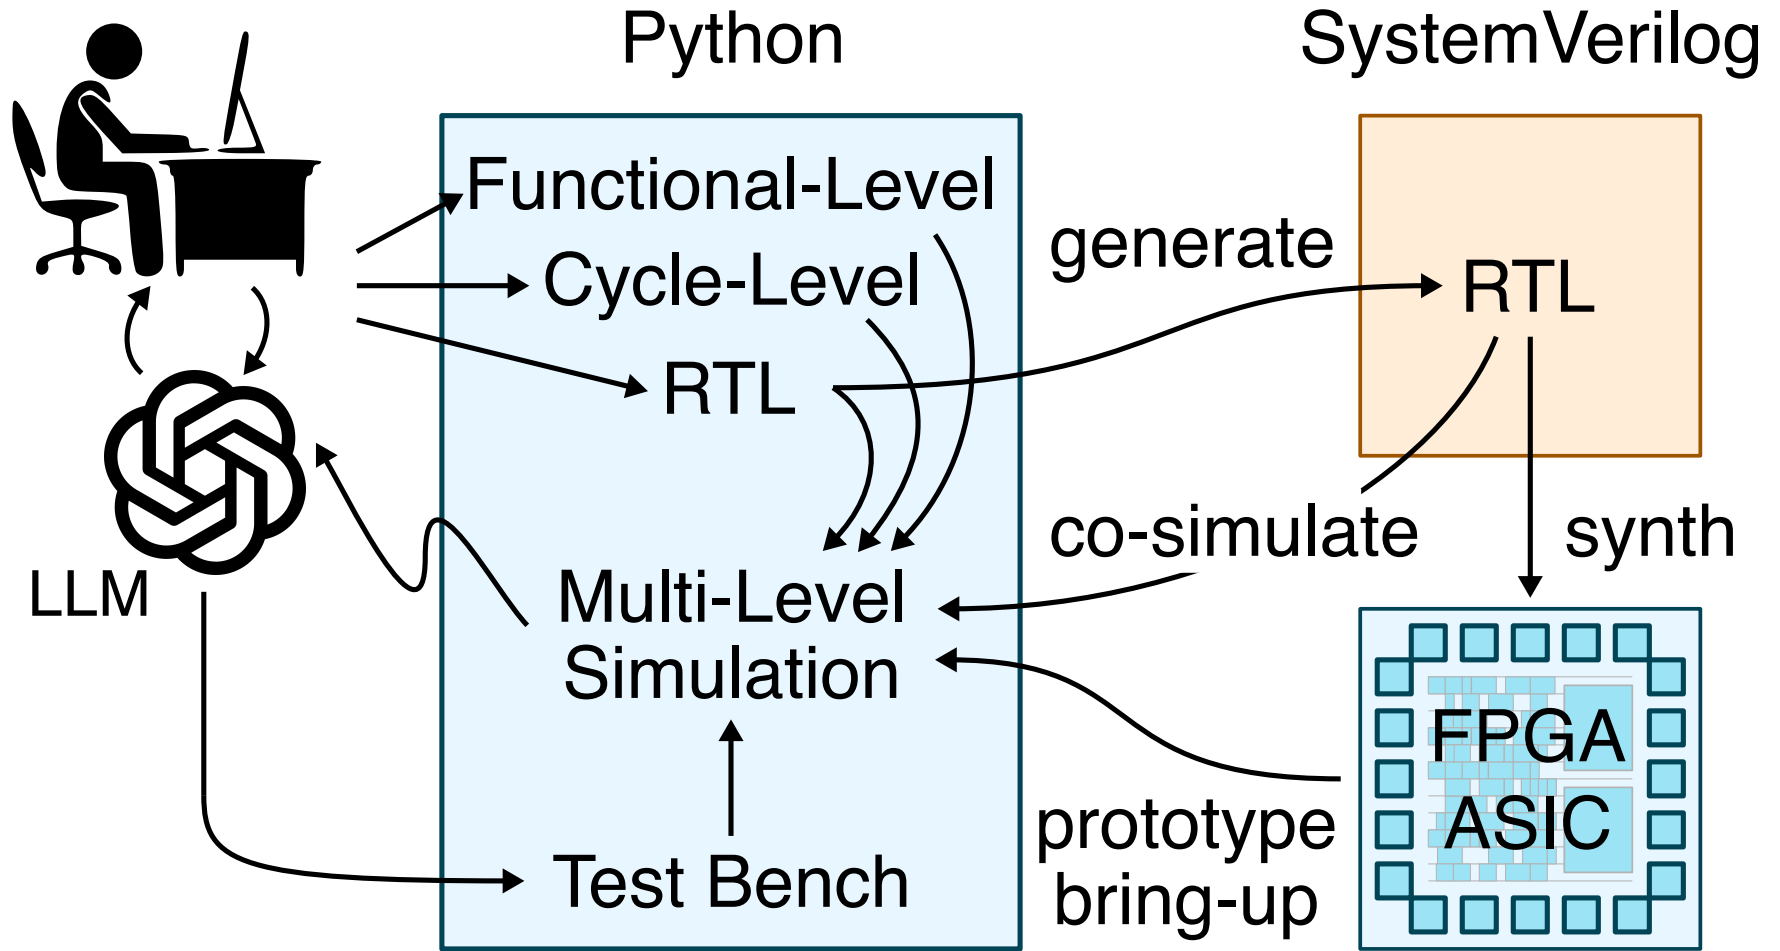 Python
SystemVerilog
Functional-Level
Cycle-Level
RTL
generate
RTL
co-simulate
synth
LLM
Multi-Level
Simulation
Test Bench
prototype
bring-up
FPGA
ASIC